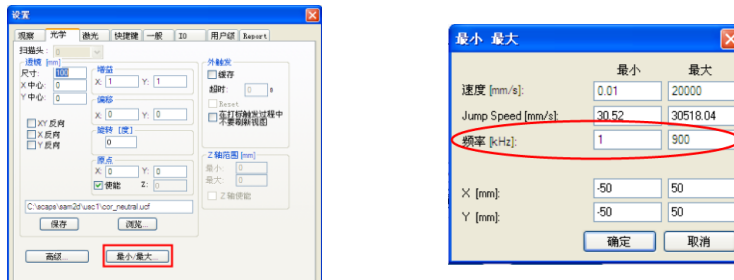 设置
观察 光学 激光 快捷键 一般 IO 用户级 Report
扫描头: 0
透镜 [mm]
尺寸: 100
X中心: 0
Y中心: 0
XY 反向
X 反向
Y 反向
增益
X: 1 Y: 1
偏移
X: 0 Y: 0
旋转 [度]
0
原点
X: 0 Y: 0
使能 Z: 0
外触发
缓存
超时: 0 s
Reset
在打标触发过程中
不要刷新视图
Z 轴范围 [mm]
最小: 0
最大: 0
Z 轴使能
C:\scaps\sam2d\usc1\cor_neutral.ucf
保存 浏览...
高级... 最小/最大...
最小 最大
最小 最大
速度 [mm/s]: 0.01 20000
Jump Speed [mm/s]: 30.52 30518.04
频率 [kHz]: 1 900
X [mm]: -50 50
Y [mm]: -50 50
确定 取消